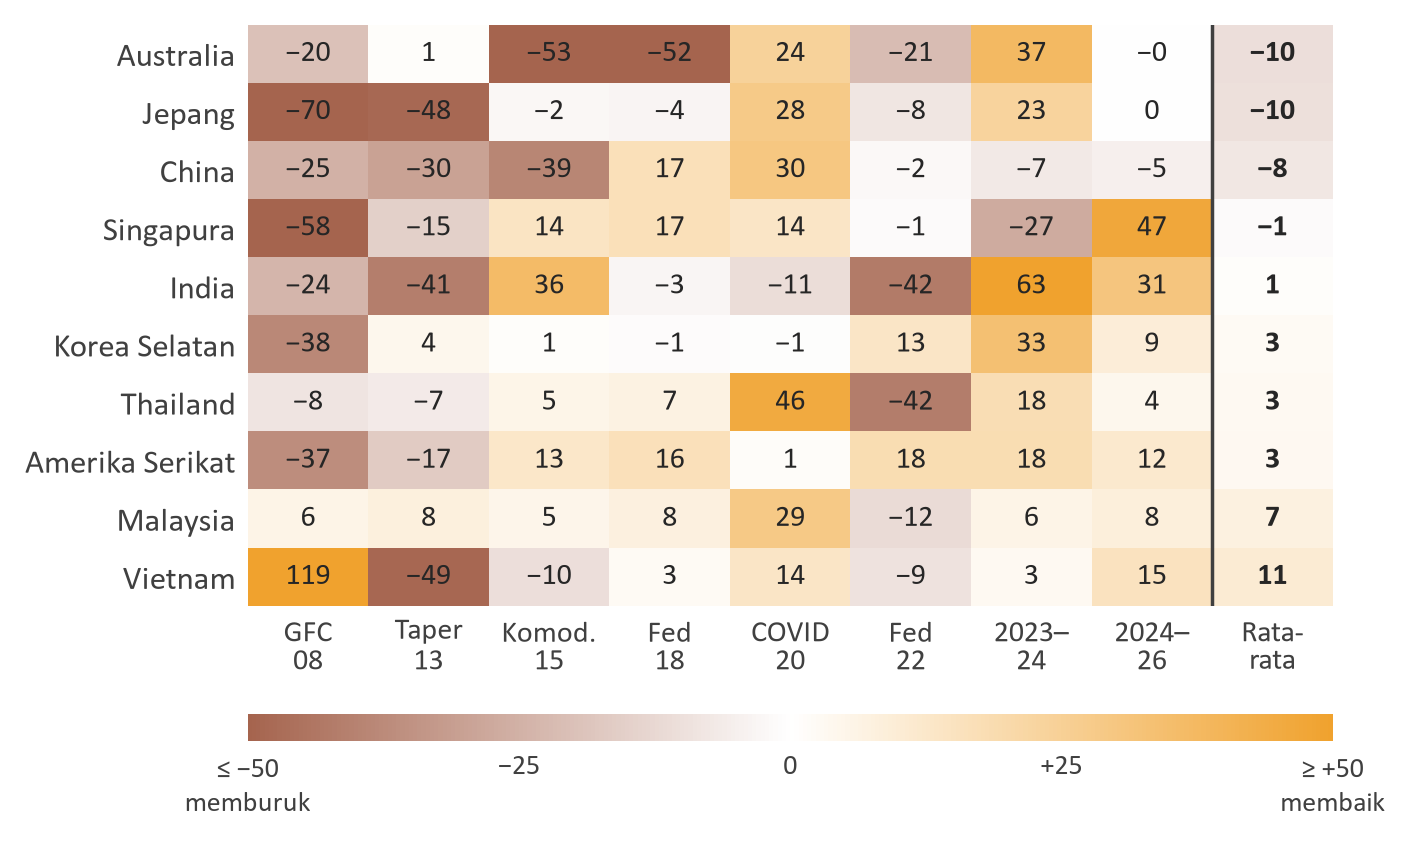 Australia −20 1 −53 −52 24 −21 37 −0 −10
Jepang −70 −48 −2 −4 28 −8 23 0 −10
China −25 −30 −39 17 30 −2 −7 −5 −8
Singapura −58 −15 14 17 14 −1 −27 47 −1
India −24 −41 36 −3 −11 −42 63 31 1
Korea Selatan −38 4 1 −1 −1 13 33 9 3
Thailand −8 −7 5 7 46 −42 18 4 3
Amerika Serikat −37 −17 13 16 1 18 18 12 3
Malaysia 6 8 5 8 29 −12 6 8 7
Vietnam 119 −49 −10 3 14 −9 3 15 11
GFC Taper Komod. Fed COVID Fed 2023– 2024– Rata-
08 13 15 18 20 22 24 26 rata
≤ −50 −25 0 +25 ≥ +50
memburuk membaik